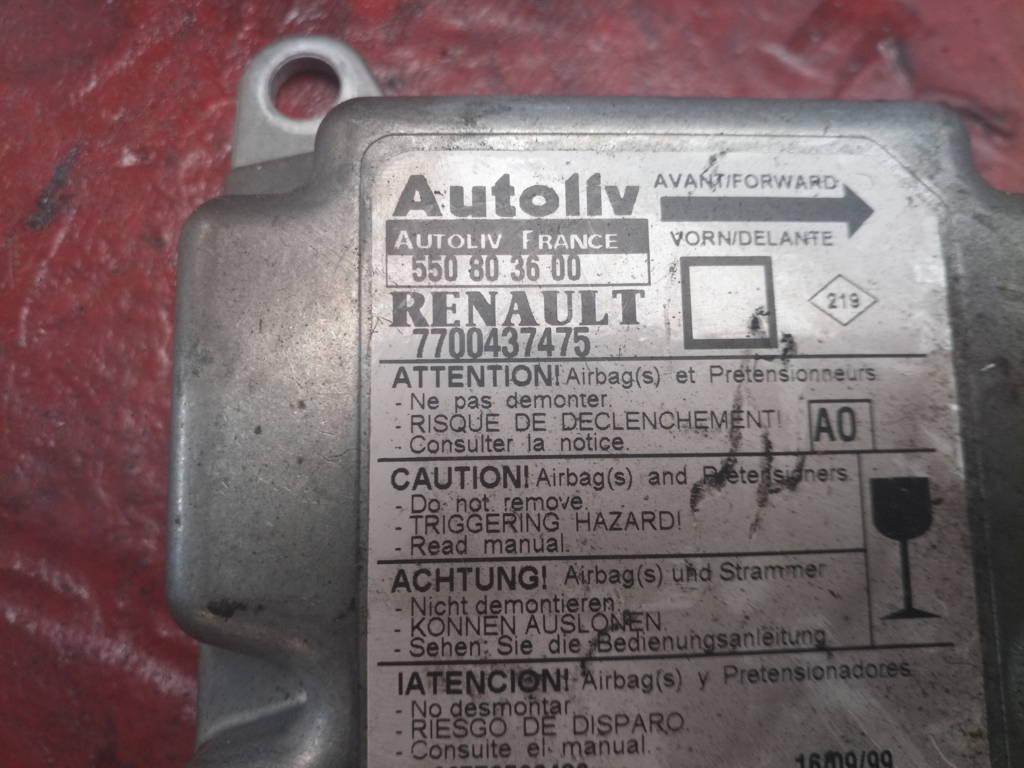 Autoliv
AVANT/FORWARD
AUTOLIV FRANCE
VORN/DELANTE
550 80 36 00
219
RENAULT
7700437475
ATTENTION! Airbag(s) et Pretensionneurs
- Ne pas demonter.
- RISQUE DE DECLENCHEMENT!
A0
- Consulter la notice.
CAUTION! Airbag(s) and Pretensioners
- Do not remove.
- TRIGGERING HAZARD!
- Read manual.
ACHTUNG! Airbag(s) und Strammer
- Nicht demontieren.
- KONNEN AUSLONEN.
- Sehen Sie die Bedienungsanleitung
IATENCION! Airbag(s) y Pretensionadores
- No desmontar
- RIESGO DE DISPARO.
- Consuite el manual.
16/09/99